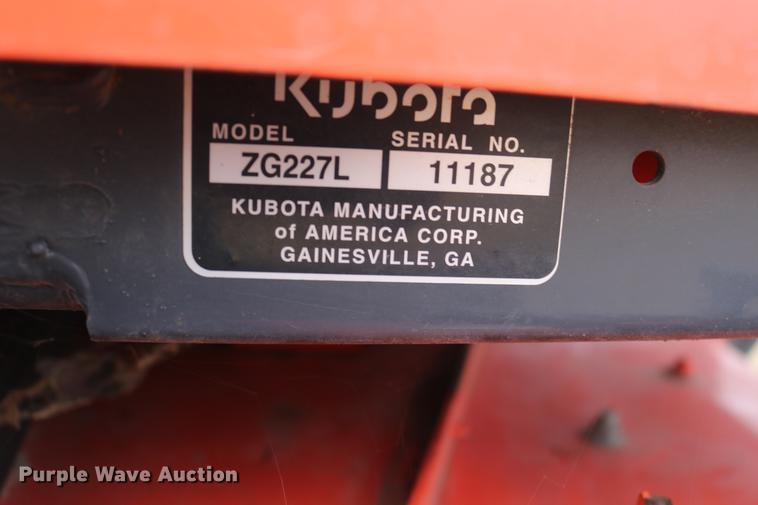 Kubota
MODEL SERIAL NO.
ZG227L 11187
KUBOTA MANUFACTURING
of AMERICA CORP.
GAINESVILLE, GA
Purple Wave Auction